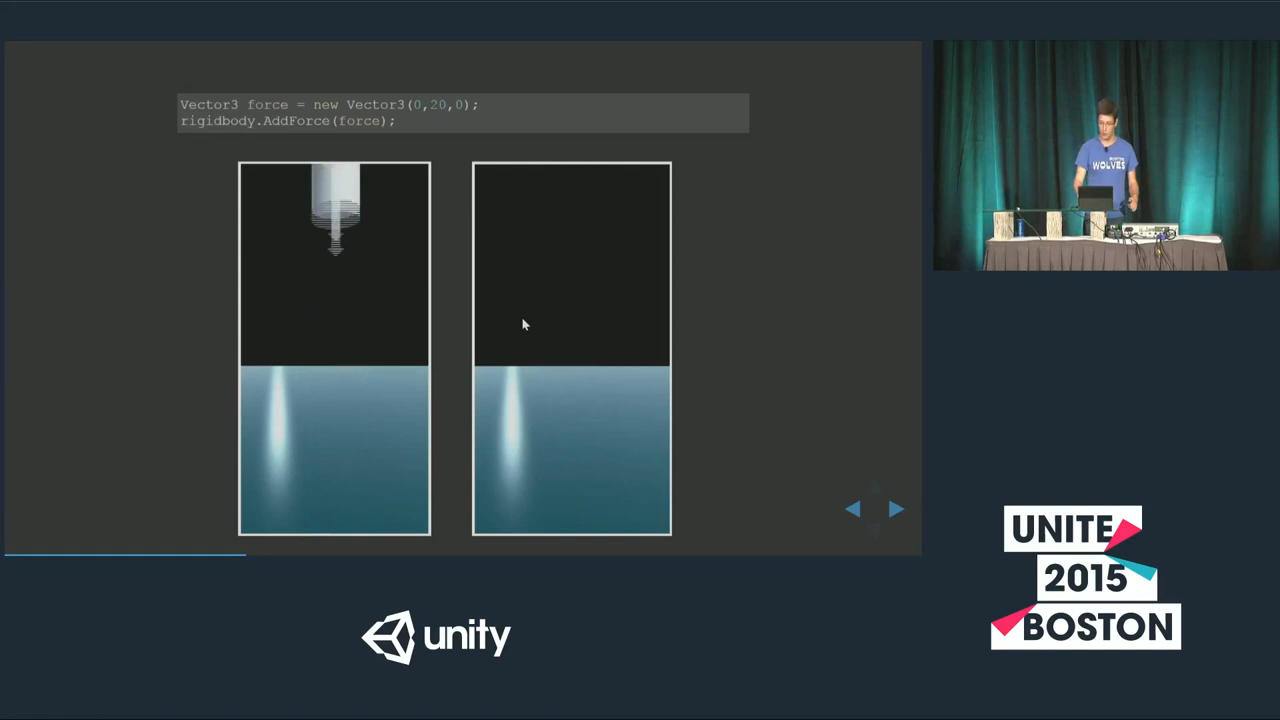 Vector3 force = new Vector3(0,20,0);
rigidbody.AddForce(force);
WOLVES
UNITE
2015
BOSTON
unity